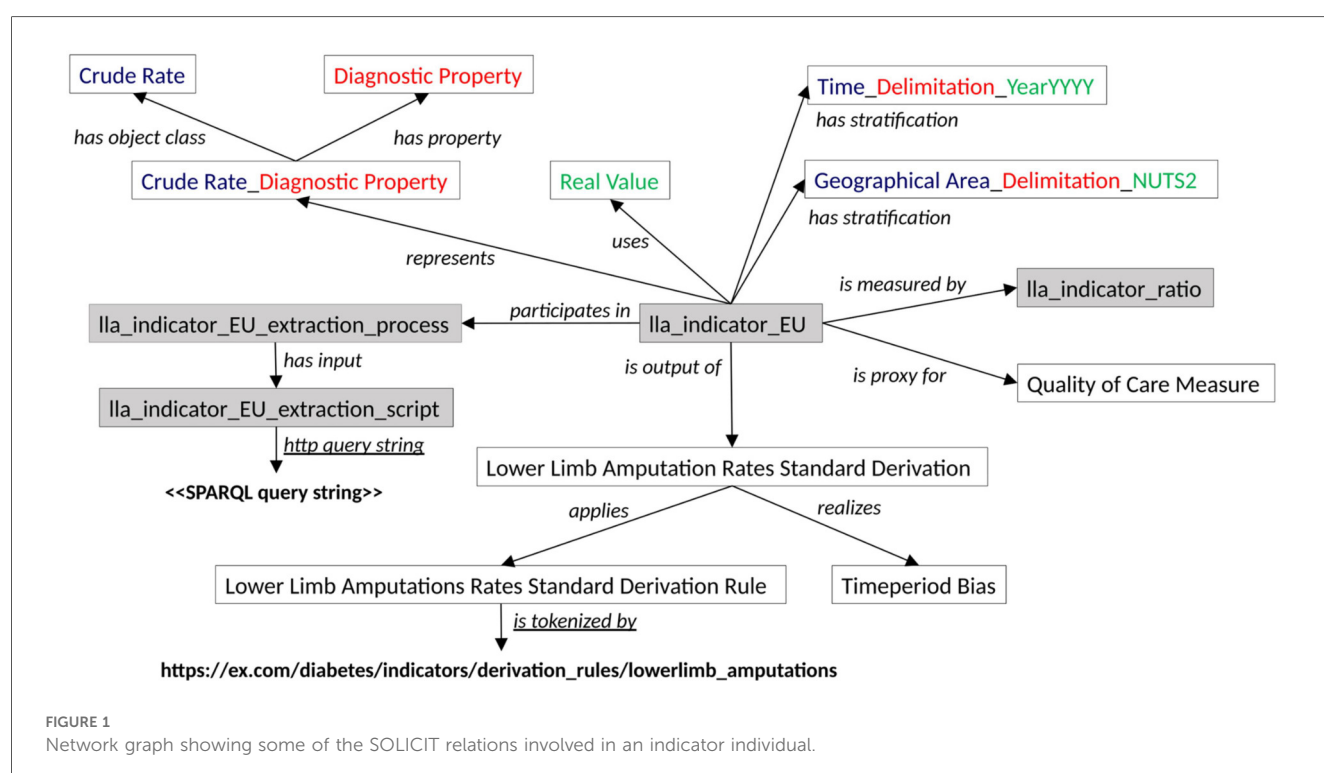 Crude Rate
Diagnostic Property
Time_Delimitation_YearYYYY
has object class
has property
has stratification
Crude Rate_Diagnostic Property
Real Value
Geographical Area_Delimitation_NUTS2
has stratification
uses
represents
is measured by
lla_indicator_ratio
participates in
lla_indicator_EU_extraction_process
lla_indicator_EU
has input
is output of
is proxy for
Quality of Care Measure
lla_indicator_EU_extraction_script
http query string
<<SPARQL query string>>
Lower Limb Amputation Rates Standard Derivation
applies
realizes
Lower Limb Amputations Rates Standard Derivation Rule
Timeperiod Bias
is tokenized by
https://ex.com/diabetes/indicators/derivation_rules/lowerlimb_amputations
FIGURE 1
Network graph showing some of the SOLICIT relations involved in an indicator individual.